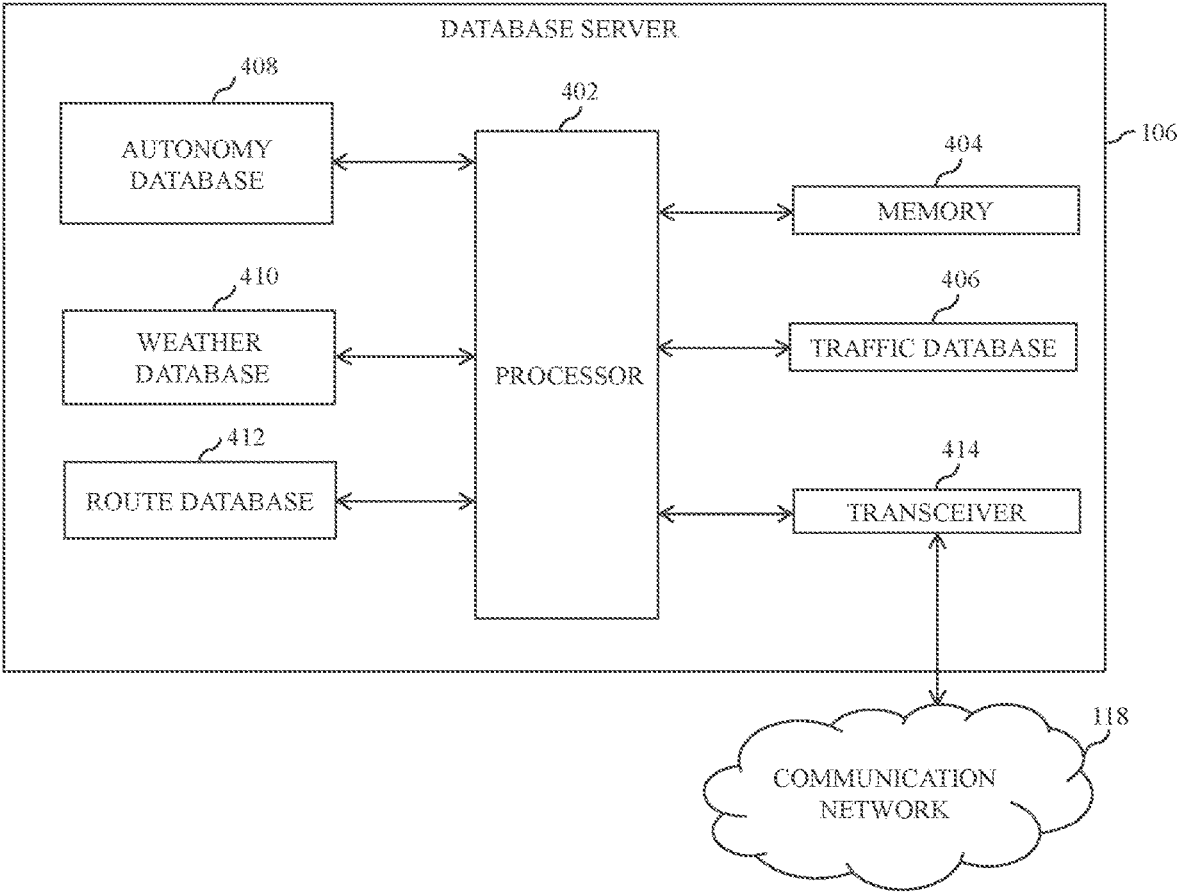 DATABASE SERVER
408
402
106
AUTONOMY
DATABASE
404
MEMORY
410
406
WEATHER
DATABASE
TRAFFIC DATABASE
PROCESSOR
412
414
ROUTE DATABASE
TRANSCEIVER
118
COMMUNICATION
NETWORK